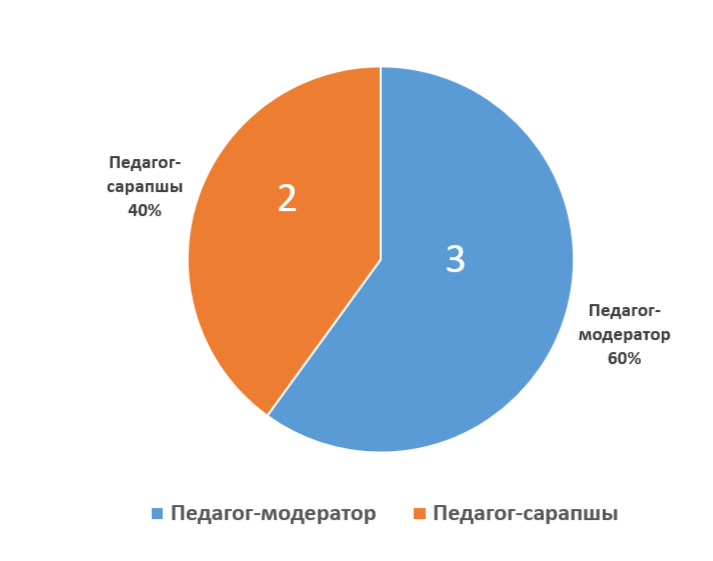 Педагог-
сарапшы
40%
2
3
Педагог-
модератор
60%
Педагог-модератор
Педагог-сарапшы